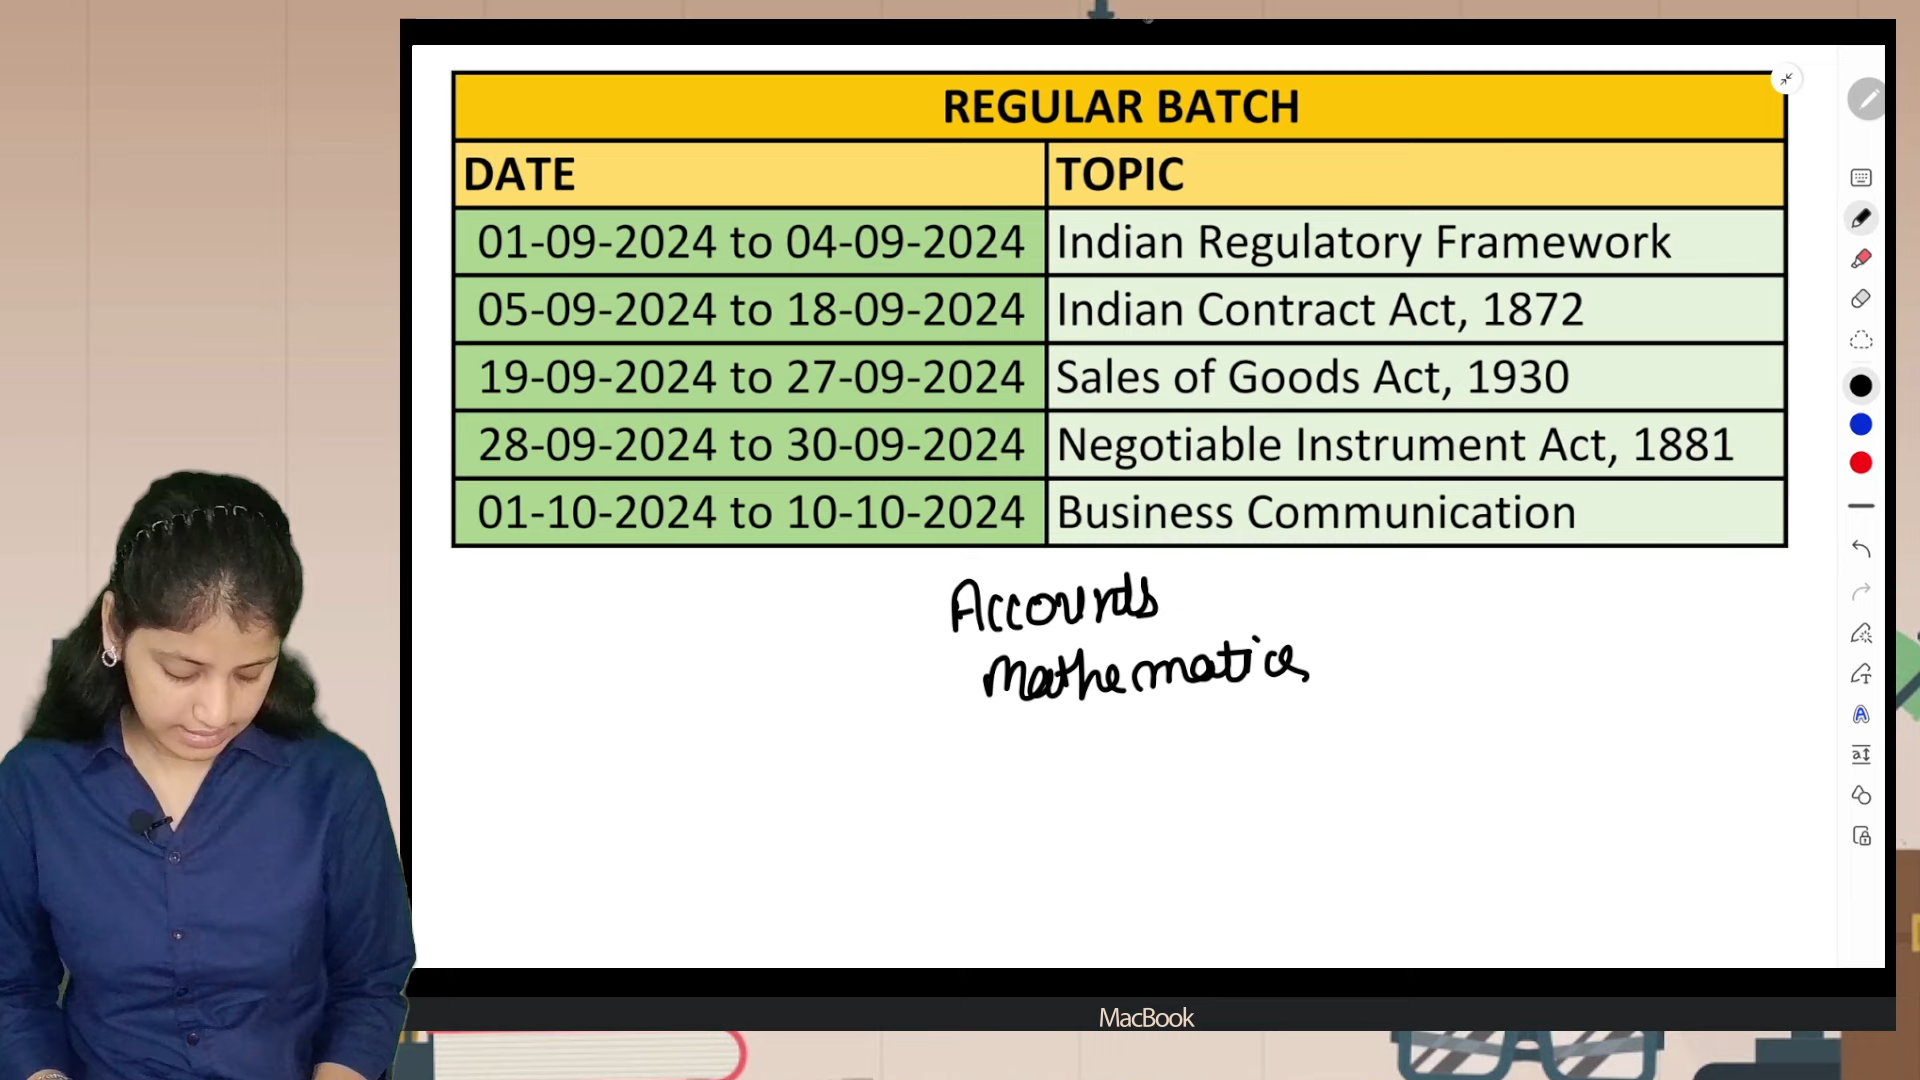 REGULAR BATCH
DATE TOPIC
01-09-2024 to 04-09-2024 Indian Regulatory Framework
05-09-2024 to 18-09-2024 Indian Contract Act, 1872
19-09-2024 to 27-09-2024 Sales of Goods Act, 1930
28-09-2024 to 30-09-2024 Negotiable Instrument Act, 1881
01-10-2024 to 10-10-2024 Business Communication
Accounts
Mathematics
MacBook